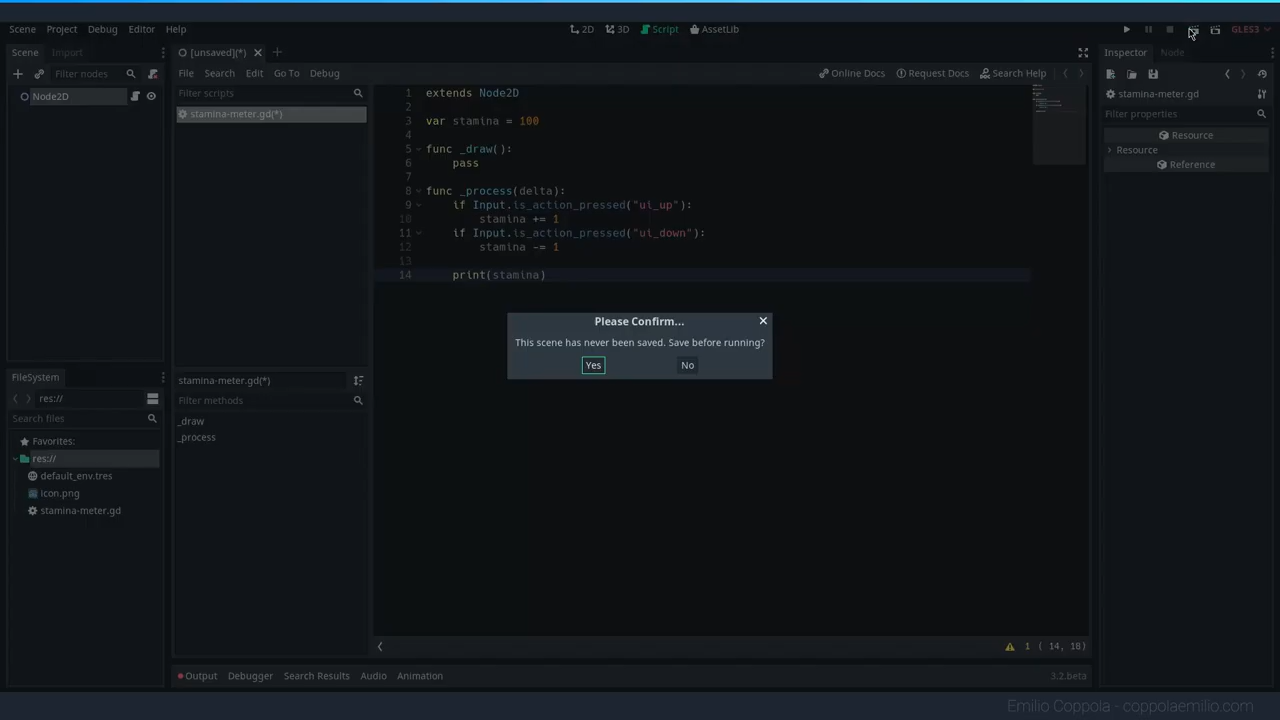 Scene Project Debug Editor Help
2D 3D Script AssetLib
GLES3
Scene Import
Filter nodes
Node2D
[unsaved](*)
File Search Edit Go To Debug
Online Docs Request Docs Search Help
Filter scripts
stamina-meter.gd(*)
stamina-meter.gd(*)
Filter methods
_draw
_process
1 extends Node2D
2
3 var stamina = 100
4
5 func _draw():
6 pass
7
8 func _process(delta):
9 if Input.is_action_pressed("ui_up"):
10 stamina += 1
11 if Input.is_action_pressed("ui_down"):
12 stamina -= 1
13
14 print(stamina)
Please Confirm...
This scene has never been saved. Save before running?
Yes No
1 ( 14, 18)
FileSystem
res://
Search files
Favorites:
res://
default_env.tres
icon.png
stamina-meter.gd
Output Debugger Search Results Audio Animation
3.2.beta
Inspector Node
stamina-meter.gd
Filter properties
Resource
Resource
Reference
Emilio Coppola - coppolaemilio.com